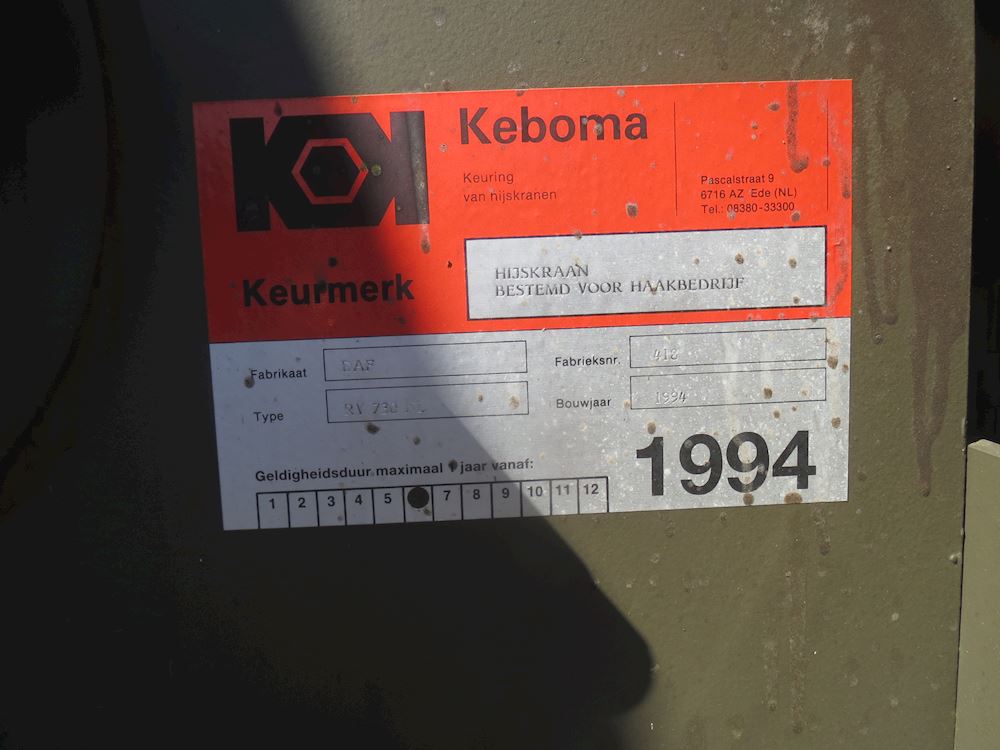 Keboma
Keuring
van hijskranen
Pascalstraat 9
6716 AZ Ede (NL)
Tel.: 08380-33300
Keurmerk
HIJSKRAAN
BESTEMD VOOR HAAKBEDRIJF
Fabrikaat DAF
Fabrieksnr. 418
Type RY 730
Bouwjaar 1994
Geldigheidsduur maximaal 1 jaar vanaf:
1 2 3 4 5 7 8 9 10 11 12
1994